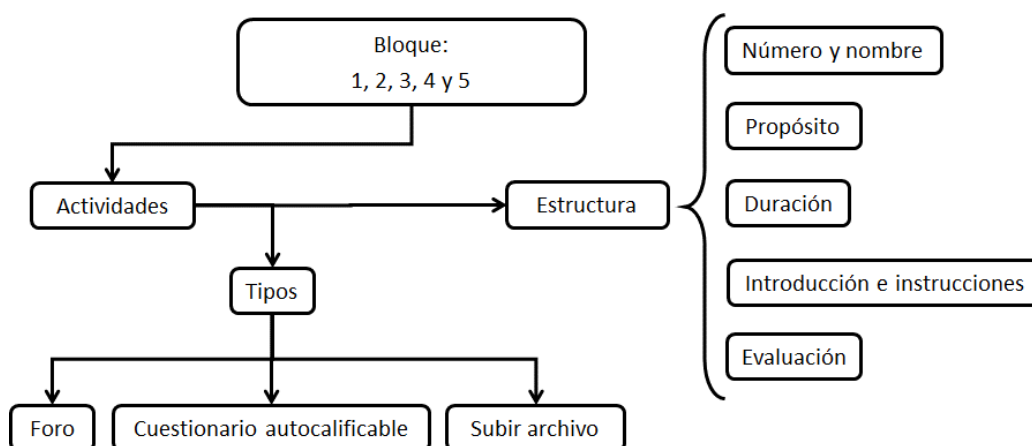 Bloque:
1, 2, 3, 4 y 5
Actividades
Estructura
Número y nombre
Propósito
Duración
Introducción e instrucciones
Evaluación
Tipos
Foro
Cuestionario autocalificable
Subir archivo